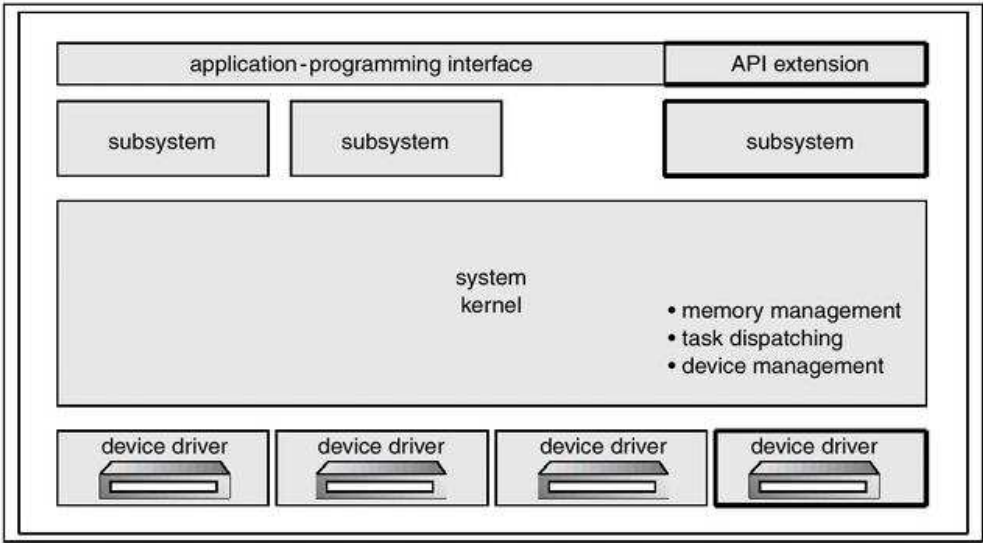 application-programming interface
API extension
subsystem
subsystem
subsystem
system
kernel
• memory management
• task dispatching
• device management
device driver
device driver
device driver
device driver